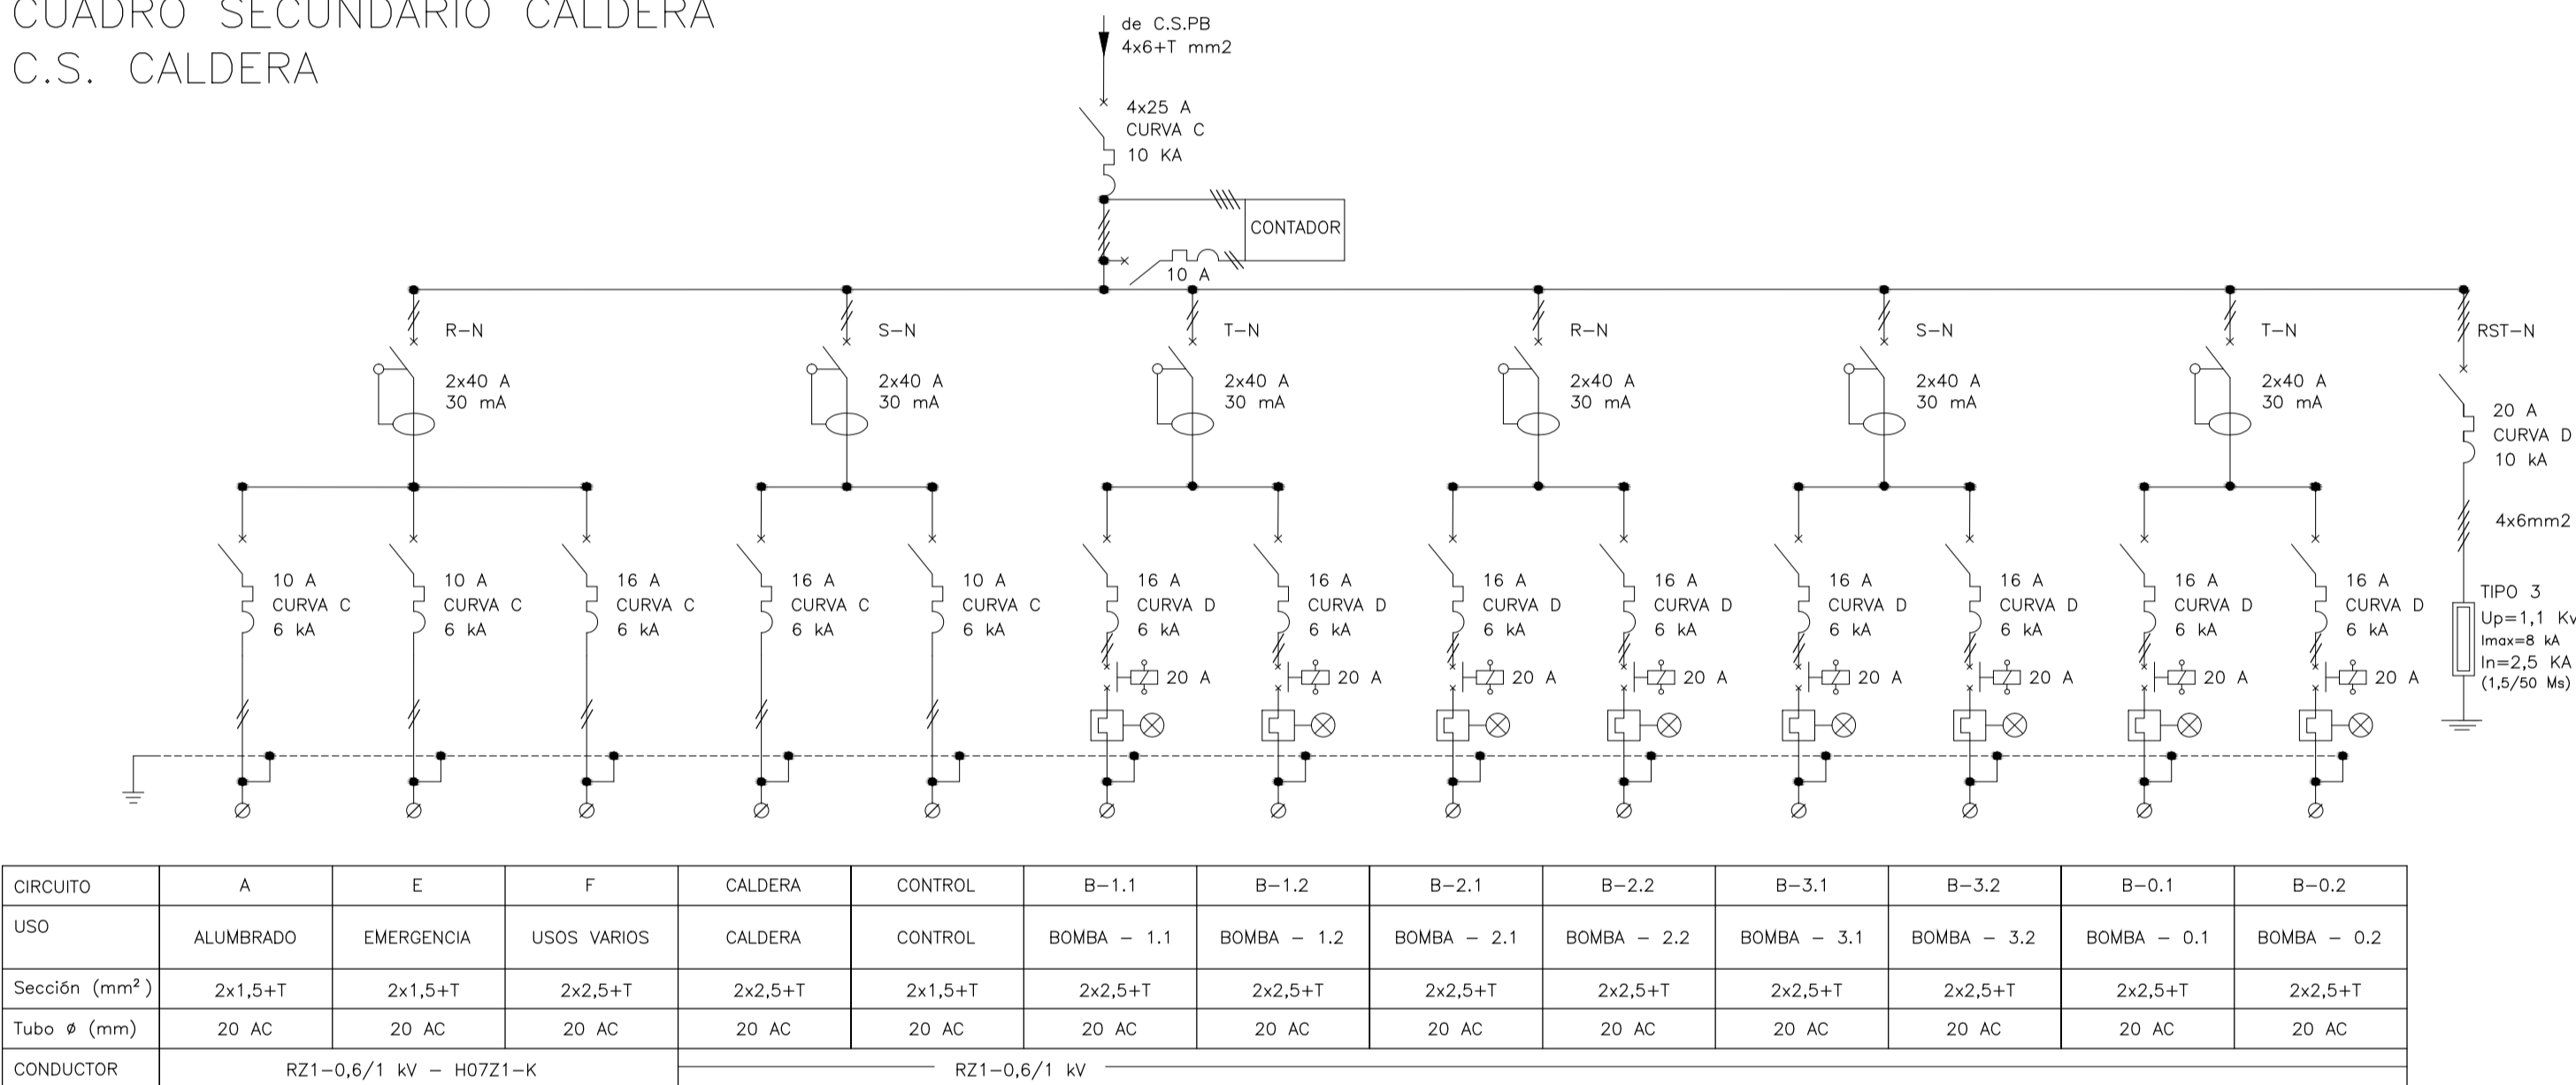 CUADRO SECUNDARIO CALDERA
C.S. CALDERA
de C.S.PB
4x6+T mm2
4x25 A
CURVA C
10 KA
CONTADOR
10 A
R-N
2x40 A
30 mA
S-N
2x40 A
30 mA
T-N
2x40 A
30 mA
R-N
2x40 A
30 mA
S-N
2x40 A
30 mA
T-N
2x40 A
30 mA
RST-N
20 A
CURVA D
10 kA
4x6mm2
TIPO 3
Up=1,1 Kv
Imax=8 kA
In=2,5 KA
(1,5/50 Ms)
10 A
CURVA C
6 kA
10 A
CURVA C
6 kA
16 A
CURVA C
6 kA
16 A
CURVA C
6 kA
10 A
CURVA C
6 kA
16 A
CURVA D
6 kA
20 A
16 A
CURVA D
6 kA
20 A
16 A
CURVA D
6 kA
20 A
16 A
CURVA D
6 kA
20 A
16 A
CURVA D
6 kA
20 A
16 A
CURVA D
6 kA
20 A
16 A
CURVA D
6 kA
20 A
16 A
CURVA D
6 kA
20 A
CIRCUITO A E F CALDERA CONTROL B-1.1 B-1.2 B-2.1 B-2.2 B-3.1 B-3.2 B-0.1 B-0.2
USO ALUMBRADO EMERGENCIA USOS VARIOS CALDERA CONTROL BOMBA - 1.1 BOMBA - 1.2 BOMBA - 2.1 BOMBA - 2.2 BOMBA - 3.1 BOMBA - 3.2 BOMBA - 0.1 BOMBA - 0.2
Sección (mm²) 2x1,5+T 2x1,5+T 2x2,5+T 2x2,5+T 2x1,5+T 2x2,5+T 2x2,5+T 2x2,5+T 2x2,5+T 2x2,5+T 2x2,5+T 2x2,5+T 2x2,5+T
Tubo ø (mm) 20 AC 20 AC 20 AC 20 AC 20 AC 20 AC 20 AC 20 AC 20 AC 20 AC 20 AC 20 AC 20 AC
CONDUCTOR RZ1-0,6/1 kV - H07Z1-K RZ1-0,6/1 kV